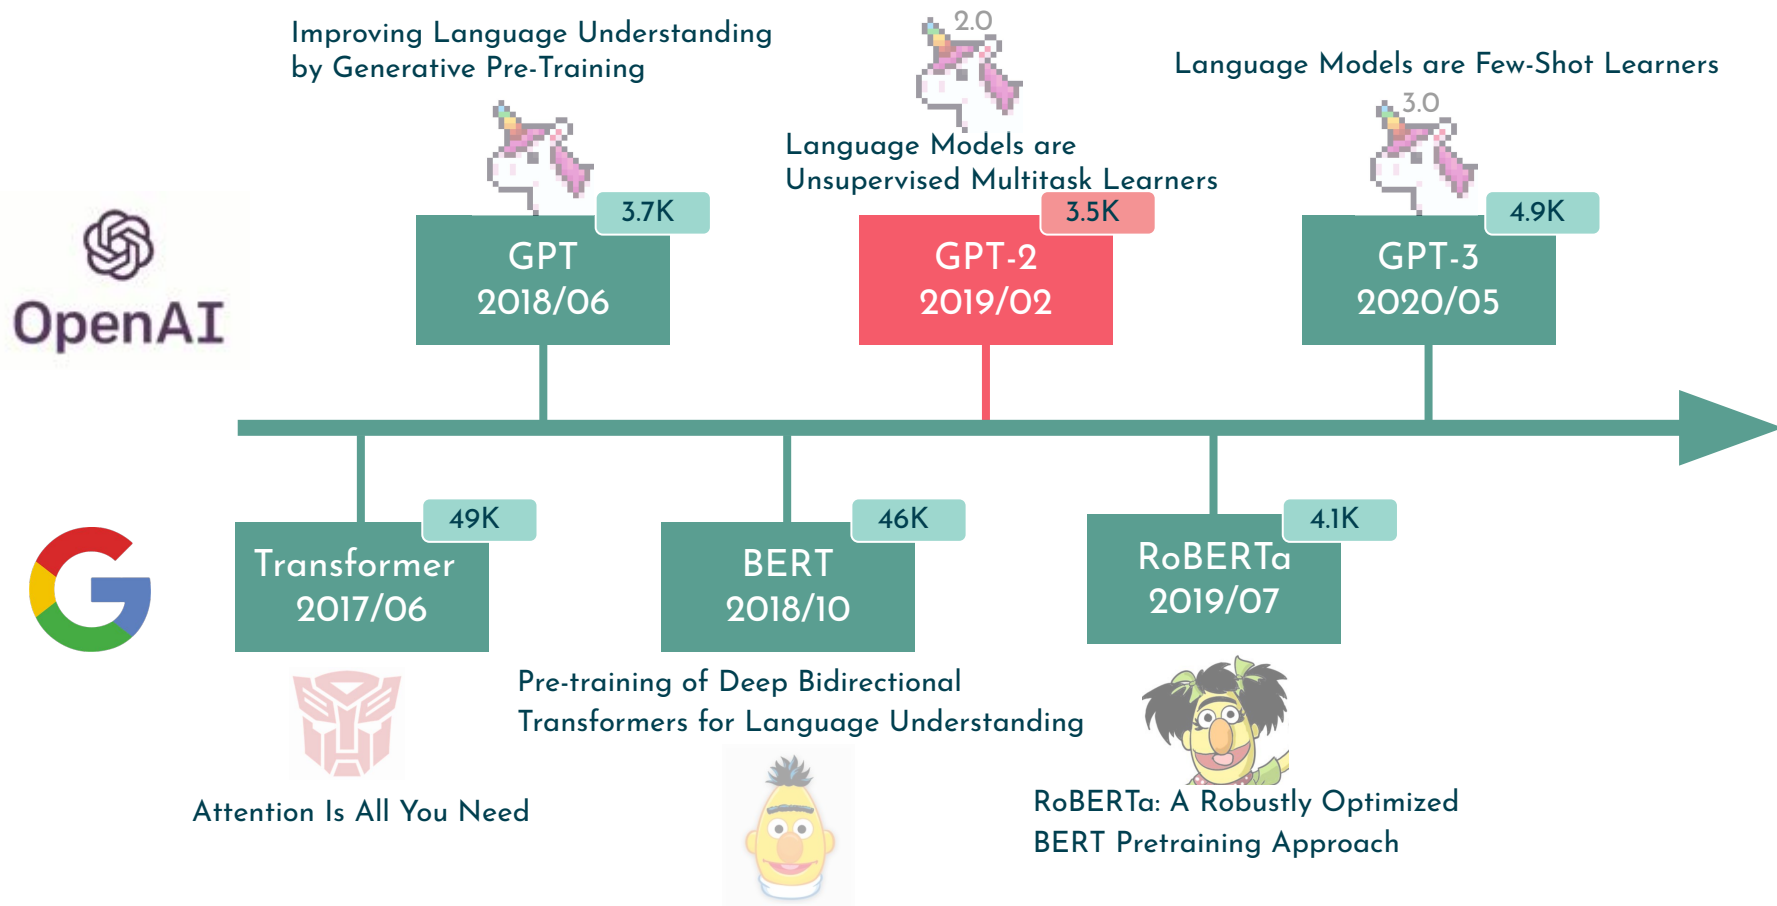 Improving Language Understanding
by Generative Pre-Training
2.0
Language Models are
Unsupervised Multitask Learners
Language Models are Few-Shot Learners
3.0
OpenAI
3.7K
GPT
2018/06
3.5K
GPT-2
2019/02
4.9K
GPT-3
2020/05
G
49K
Transformer
2017/06
46K
BERT
2018/10
4.1K
RoBERTa
2019/07
Attention Is All You Need
Pre-training of Deep Bidirectional
Transformers for Language Understanding
RoBERTa: A Robustly Optimized
BERT Pretraining Approach